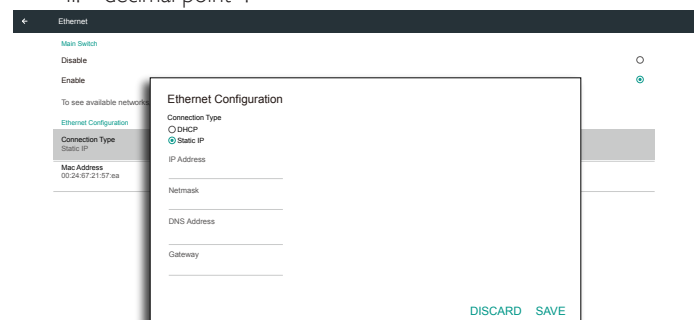 Ethernet
Main Switch
Disable
Enable
To see available networks
Ethernet Configuration
Connection Type
Static IP
Mac Address
00:24:67:21:57:ea
Ethernet Configuration
Connection Type
DHCP
Static IP
IP Address
Netmask
DNS Address
Gateway
DISCARD SAVE